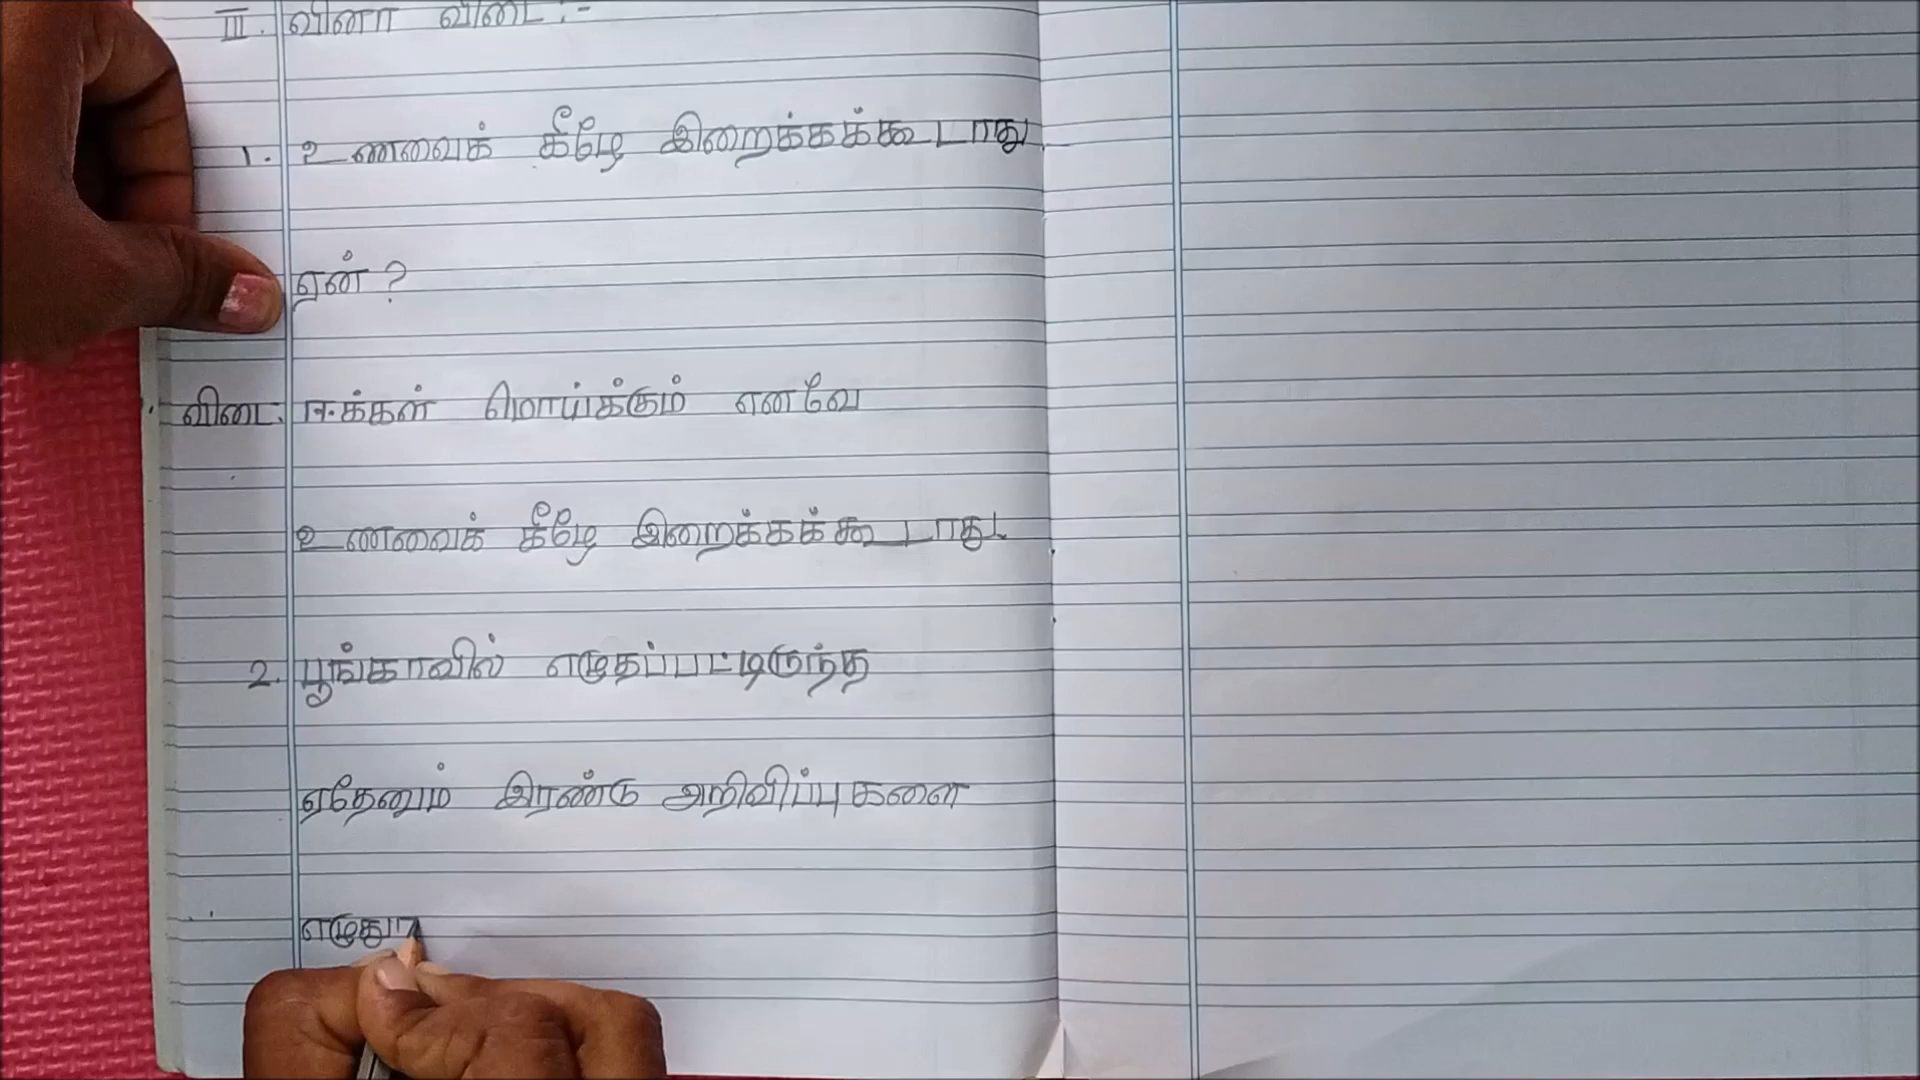 III. வினா விடை :-
1. உணவைக் கீழே இறைக்கக்கூடாது
ஏன் ?
விடை: ஈக்கள் மொய்க்கும் எனவே
உணவைக் கீழே இறைக்கக்கூடாது.
2. பூங்காவில் எழுதப்பட்டிருந்த
ஏதேனும் இரண்டு அறிவிப்புகளை